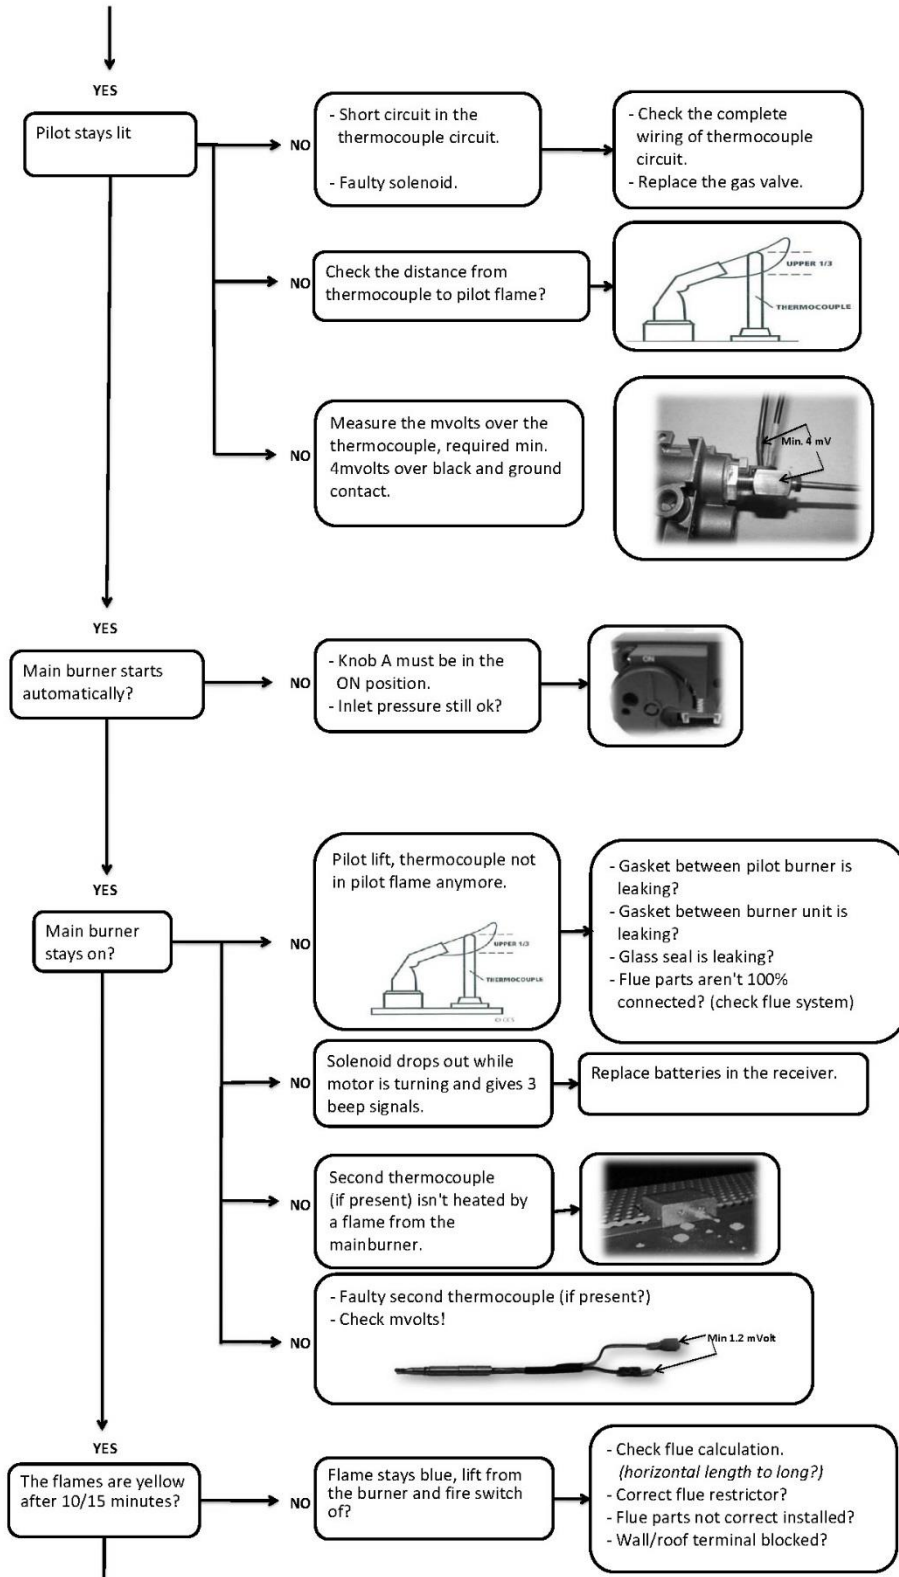 YES
Pilot stays lit
NO
- Short circuit in the
thermocouple circuit.
- Faulty solenoid.
- Check the complete
wiring of thermocouple
circuit.
- Replace the gas valve.
NO
Check the distance from
thermocouple to pilot flame?
UPPER 1/3
THERMOCOUPLE
NO
Measure the mvolts over the
thermocouple, required min.
4mvolts over black and ground
contact.
Min. 4 mV
YES
Main burner starts
automatically?
NO
- Knob A must be in the
ON position.
- Inlet pressure still ok?
ON
YES
Main burner
stays on?
NO
Pilot lift, thermocouple not
in pilot flame anymore.
UPPER 1/3
THERMOCOUPLE
- Gasket between pilot burner is
leaking?
- Gasket between burner unit is
leaking?
- Glass seal is leaking?
- Flue parts aren't 100%
connected? (check flue system)
NO
Solenoid drops out while
motor is turning and gives 3
beep signals.
Replace batteries in the receiver.
NO
Second thermocouple
(if present) isn't heated by
a flame from the
mainburner.
NO
- Faulty second thermocouple (if present?)
- Check mvolts!
Min 1.2 mVolt
YES
The flames are yellow
after 10/15 minutes?
NO
Flame stays blue, lift from
the burner and fire switch
of?
- Check flue calculation.
(horizontal length to long?)
- Correct flue restrictor?
- Flue parts not correct installed?
- Wall/roof terminal blocked?